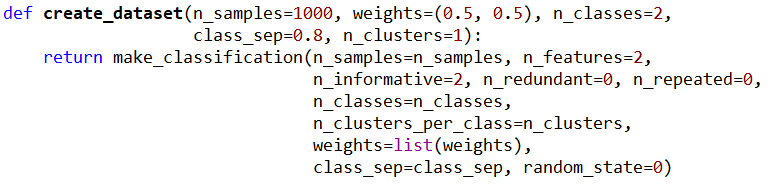 def create_dataset(n_samples=1000, weights=(0.5, 0.5), n_classes=2,
                   class_sep=0.8, n_clusters=1):
    return make_classification(n_samples=n_samples, n_features=2,
                               n_informative=2, n_redundant=0, n_repeated=0,
                               n_classes=n_classes,
                               n_clusters_per_class=n_clusters,
                               weights=list(weights),
                               class_sep=class_sep, random_state=0)